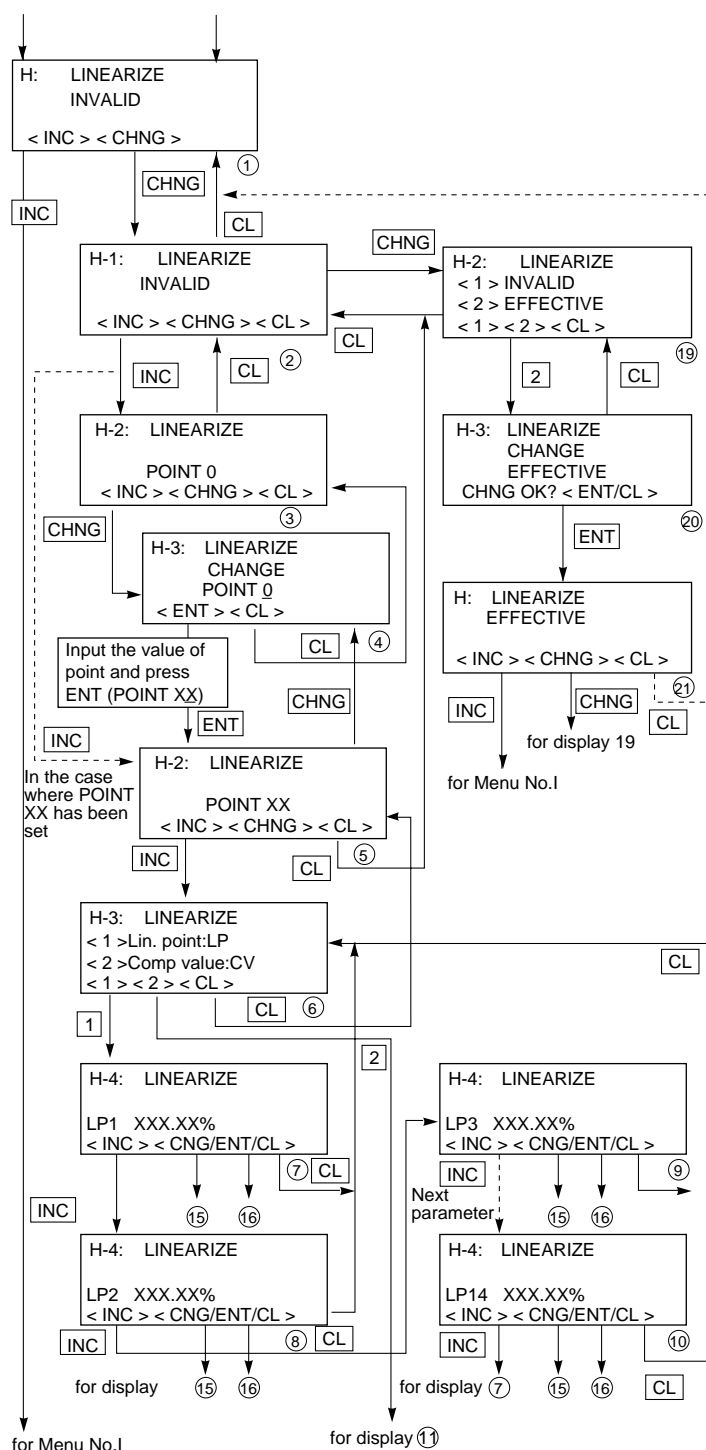 H: LINEARIZE
INVALID
< INC > < CHNG >
①
INC
CHNG
CL
H-1: LINEARIZE
INVALID
< INC > < CHNG > < CL >
②
CHNG
CL
H-2: LINEARIZE
< 1 > INVALID
< 2 > EFFECTIVE
< 1 > < 2 > < CL >
⑲
INC
CL
2
CL
H-2: LINEARIZE
POINT 0
< INC > < CHNG > < CL >
③
H-3: LINEARIZE
CHANGE
EFFECTIVE
CHNG OK? < ENT/CL >
⑳
CHNG
ENT
H-3: LINEARIZE
CHANGE
POINT 0
< ENT > < CL >
④
CL
H: LINEARIZE
EFFECTIVE
< INC > < CHNG > < CL >
㉑
Input the value of
point and press
ENT (POINT XX)
ENT
CHNG
INC
CHNG
CL
for display 19
for Menu No.I
INC
In the case
where POINT
XX has been
set
H-2: LINEARIZE
POINT XX
< INC > < CHNG > < CL >
⑤
INC
CL
H-3: LINEARIZE
< 1 >Lin. point:LP
< 2 >Comp value:CV
< 1 > < 2 > < CL >
⑥
CL
CL
1
2
H-4: LINEARIZE
LP1 XXX.XX%
< INC > < CNG/ENT/CL >
⑦
CL
INC
⑮ ⑯
H-4: LINEARIZE
LP3 XXX.XX%
< INC > < CNG/ENT/CL >
⑨
INC
Next
parameter
⑮ ⑯
H-4: LINEARIZE
LP2 XXX.XX%
< INC > < CNG/ENT/CL >
⑧
CL
INC
for display ⑮ ⑯
H-4: LINEARIZE
LP14 XXX.XX%
< INC > < CNG/ENT/CL >
⑩
INC
CL
for display ⑦ ⑮ ⑯
for Menu No.I
for display ⑪